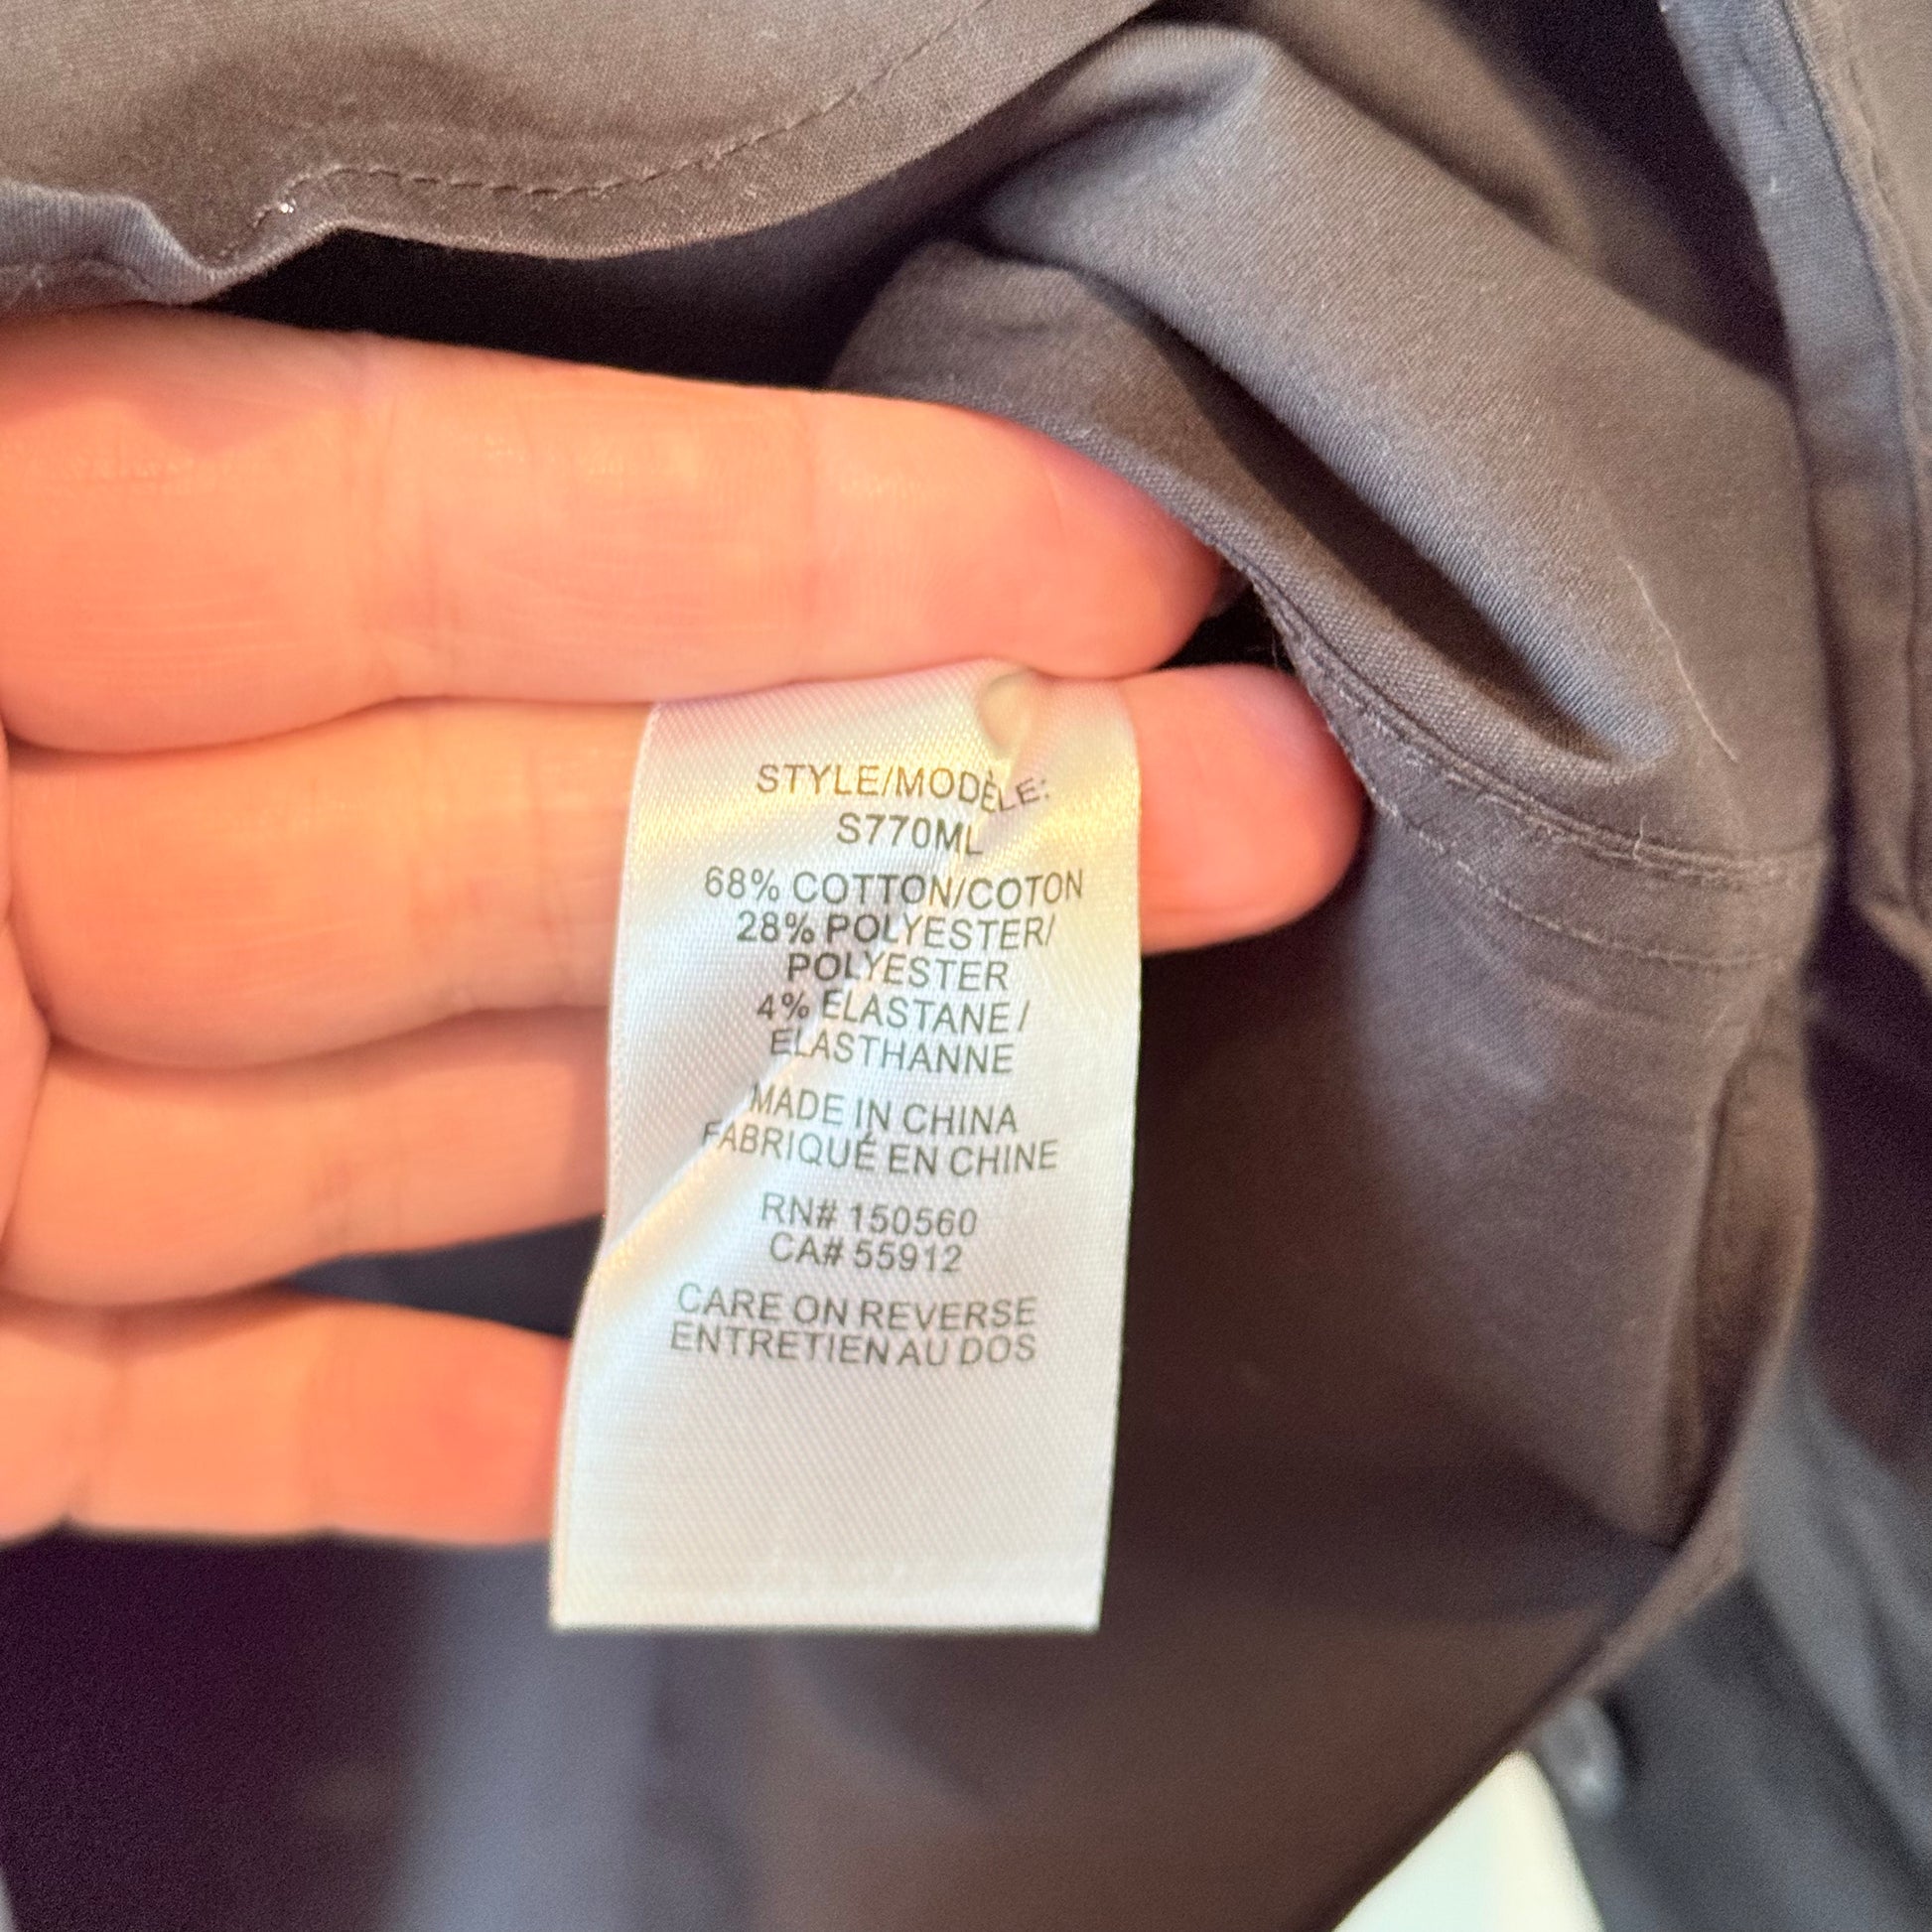 STYLE/MODÈLE:
S770ML
68% COTTON/COTON
28% POLYESTER/
POLYESTER
4% ELASTANE/
ELASTHANNE
MADE IN CHINA
FABRIQUÉ EN CHINE
RN# 150560
CA# 55912
CARE ON REVERSE
ENTRETIEN AU DOS